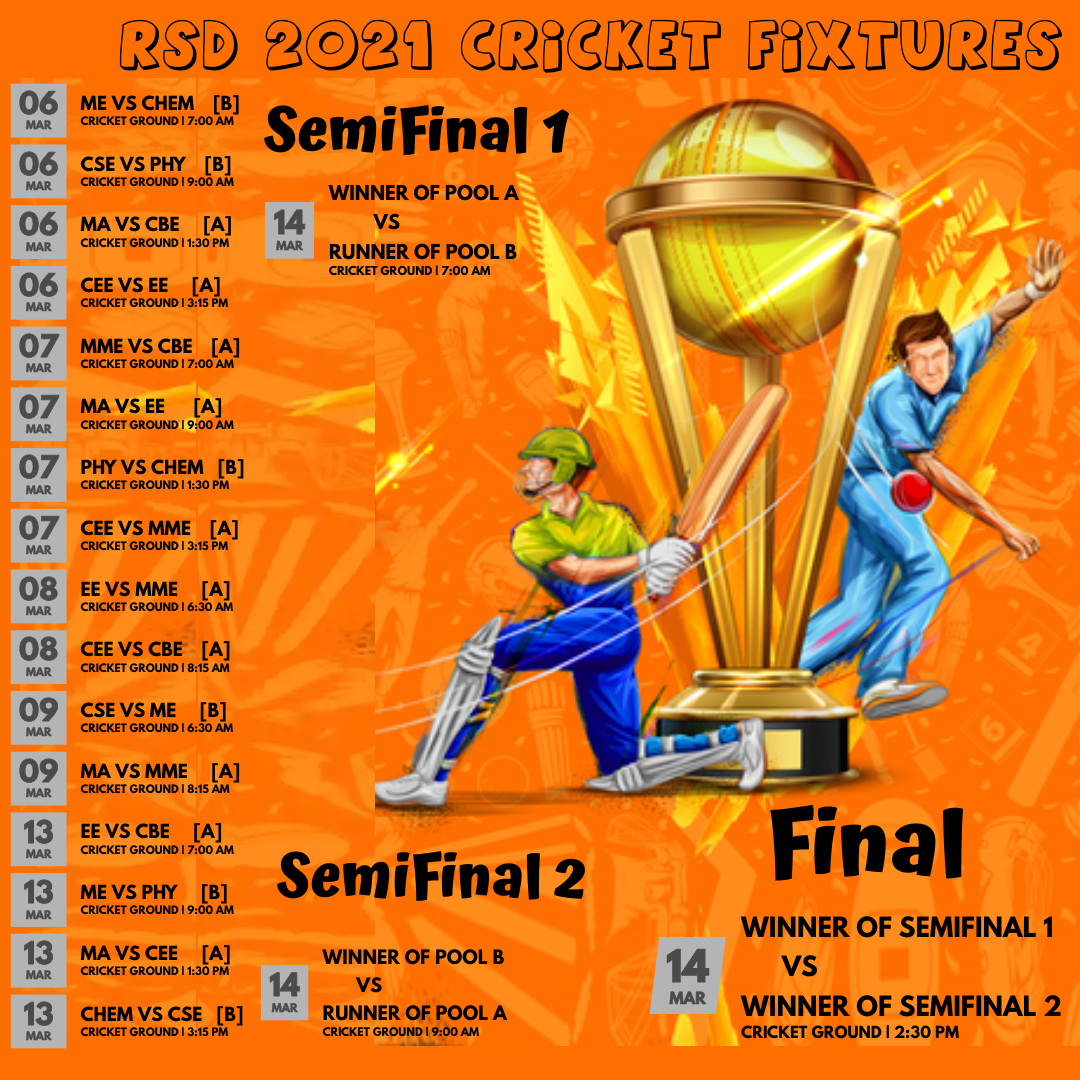 RSD 2021 CRiCKET FiXTURES
06
MAR
ME VS CHEM [B]
CRICKET GROUND | 7:00 AM
06
MAR
CSE VS PHY [B]
CRICKET GROUND | 9:00 AM
06
MAR
MA VS CBE [A]
CRICKET GROUND | 1:30 PM
06
MAR
CEE VS EE [A]
CRICKET GROUND | 3:15 PM
07
MAR
MME VS CBE [A]
CRICKET GROUND | 7:00 AM
07
MAR
MA VS EE [A]
CRICKET GROUND | 9:00 AM
07
MAR
PHY VS CHEM [B]
CRICKET GROUND | 1:30 PM
07
MAR
CEE VS MME [A]
CRICKET GROUND | 3:15 PM
08
MAR
EE VS MME [A]
CRICKET GROUND | 6:30 AM
08
MAR
CEE VS CBE [A]
CRICKET GROUND | 8:15 AM
09
MAR
CSE VS ME [B]
CRICKET GROUND | 6:30 AM
09
MAR
MA VS MME [A]
CRICKET GROUND | 8:15 AM
13
MAR
EE VS CBE [A]
CRICKET GROUND | 7:00 AM
13
MAR
ME VS PHY [B]
CRICKET GROUND | 9:00 AM
13
MAR
MA VS CEE [A]
CRICKET GROUND | 1:30 PM
13
MAR
CHEM VS CSE [B]
CRICKET GROUND | 3:15 PM
SemiFinal 1
14
MAR
WINNER OF POOL A
VS
RUNNER OF POOL B
CRICKET GROUND | 7:00 AM
SemiFinal 2
14
MAR
WINNER OF POOL B
VS
RUNNER OF POOL A
CRICKET GROUND | 9:00 AM
Final
14
MAR
WINNER OF SEMIFINAL 1
VS
WINNER OF SEMIFINAL 2
CRICKET GROUND | 2:30 PM
6
4
6